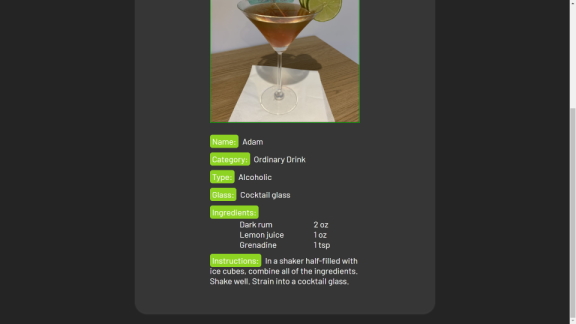 Name: Adam
Category: Ordinary Drink
Type: Alcoholic
Glass: Cocktail glass
Ingredients:
Dark rum 2 oz
Lemon juice 1 oz
Grenadine 1 tsp
Instructions: In a shaker half-filled with
ice cubes, combine all of the ingredients.
Shake well. Strain into a cocktail glass.